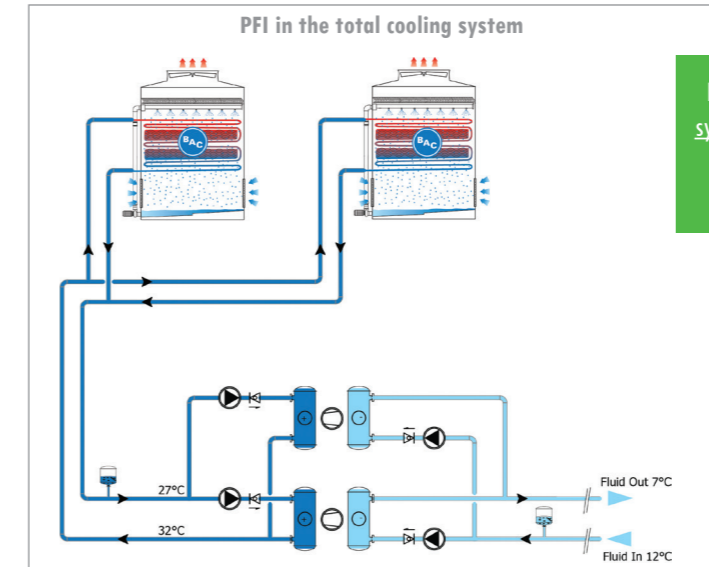 PFI in the total cooling system
BAC
BAC
27°C
32°C
Fluid Out 7°C
Fluid In 12°C